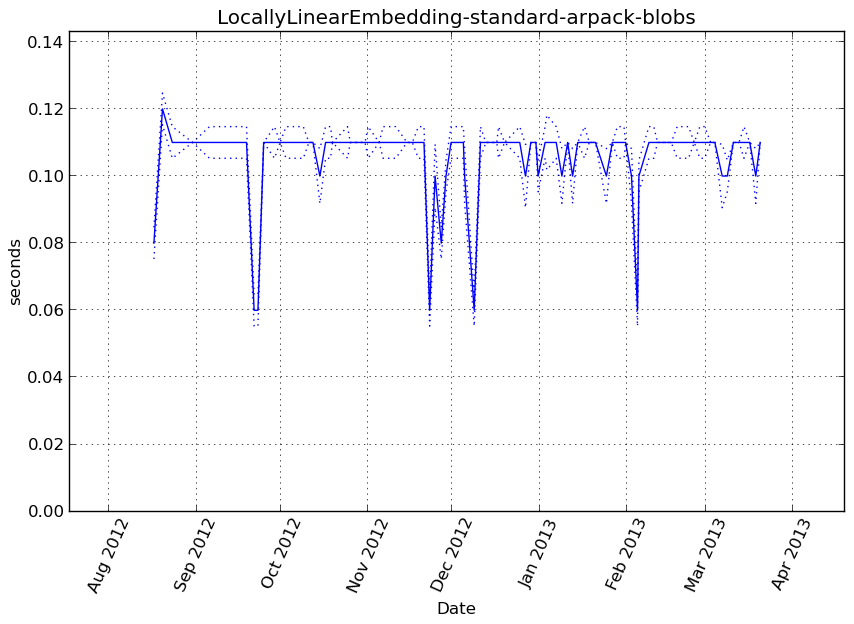 LocallyLinearEmbedding-standard-arpack-blobs
0.14
0.12
0.10
0.08
0.06
0.04
0.02
0.00
seconds
Aug 2012
Sep 2012
Oct 2012
Nov 2012
Dec 2012
Jan 2013
Feb 2013
Mar 2013
Apr 2013
Date